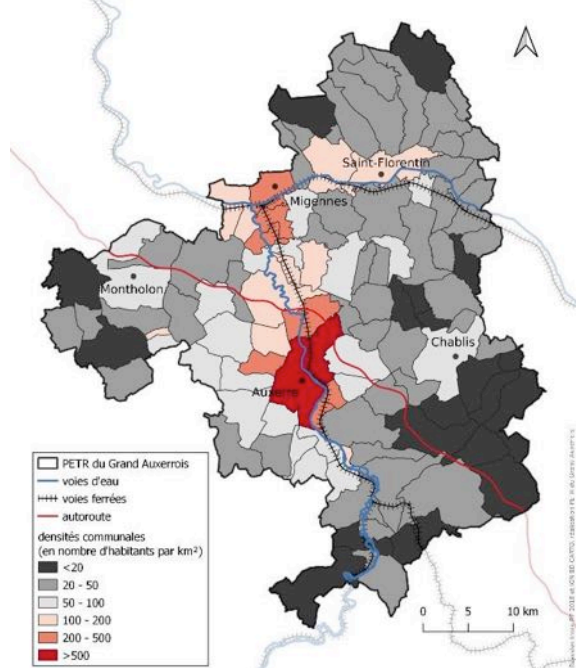 Saint-Florentin
Migennes
Montholon
Chablis
Auxerre
PETR du Grand Auxerrois
voies d'eau
voies ferrées
autoroute
densités communales
(en nombre d'habitants par km²)
<20
20 - 50
50 - 100
100 - 200
200 - 500
>500
0 5 10 km